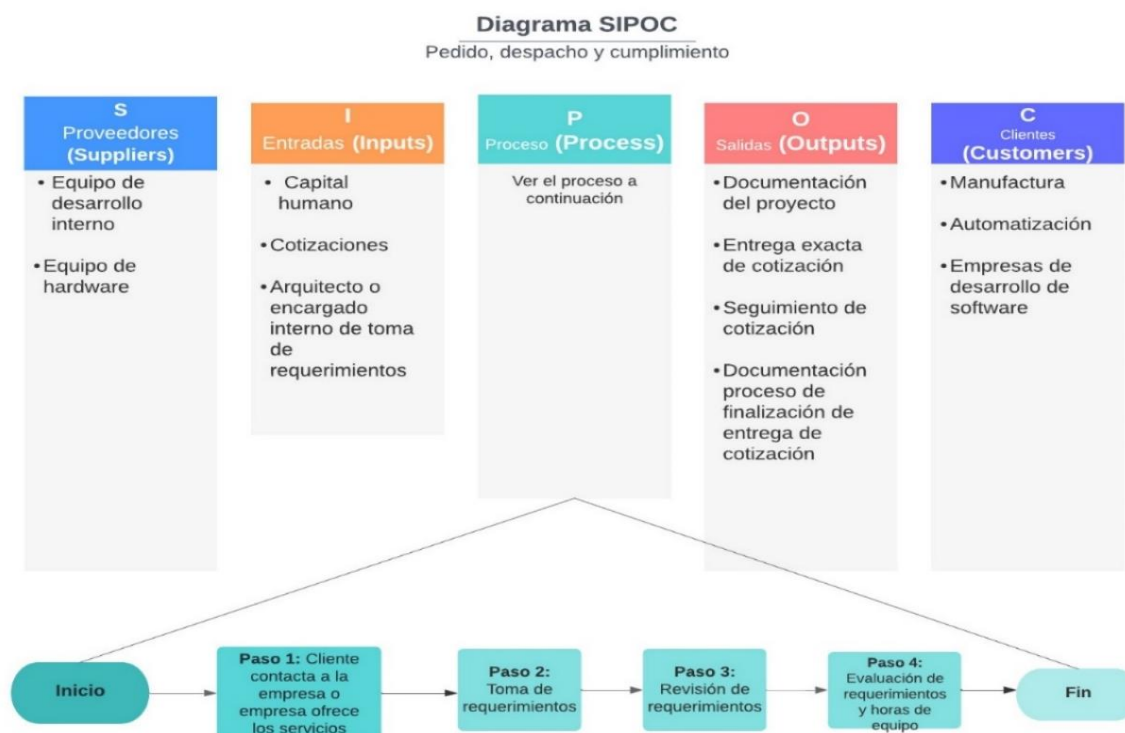 Diagrama SIPOC
Pedido, despacho y cumplimiento
S
Proveedores
(Suppliers)
• Equipo de
desarrollo
interno
• Equipo de
hardware
I
Entradas (Inputs)
• Capital
humano
• Cotizaciones
• Arquitecto o
encargado
interno de toma
de
requerimientos
P
Proceso (Process)
Ver el proceso a
continuación
O
Salidas (Outputs)
• Documentación
del proyecto
• Entrega exacta
de cotización
• Seguimiento de
cotización
• Documentación
proceso de
finalización de
entrega de
cotización
C
Clientes
(Customers)
• Manufactura
• Automatización
• Empresas de
desarrollo de
software
Inicio
Paso 1: Cliente
contacta a la
empresa o
empresa ofrece
los servicios
Paso 2:
Toma de
requerimientos
Paso 3:
Revisión de
requerimientos
Paso 4:
Evaluación de
requerimientos
y horas de
equipo
Fin